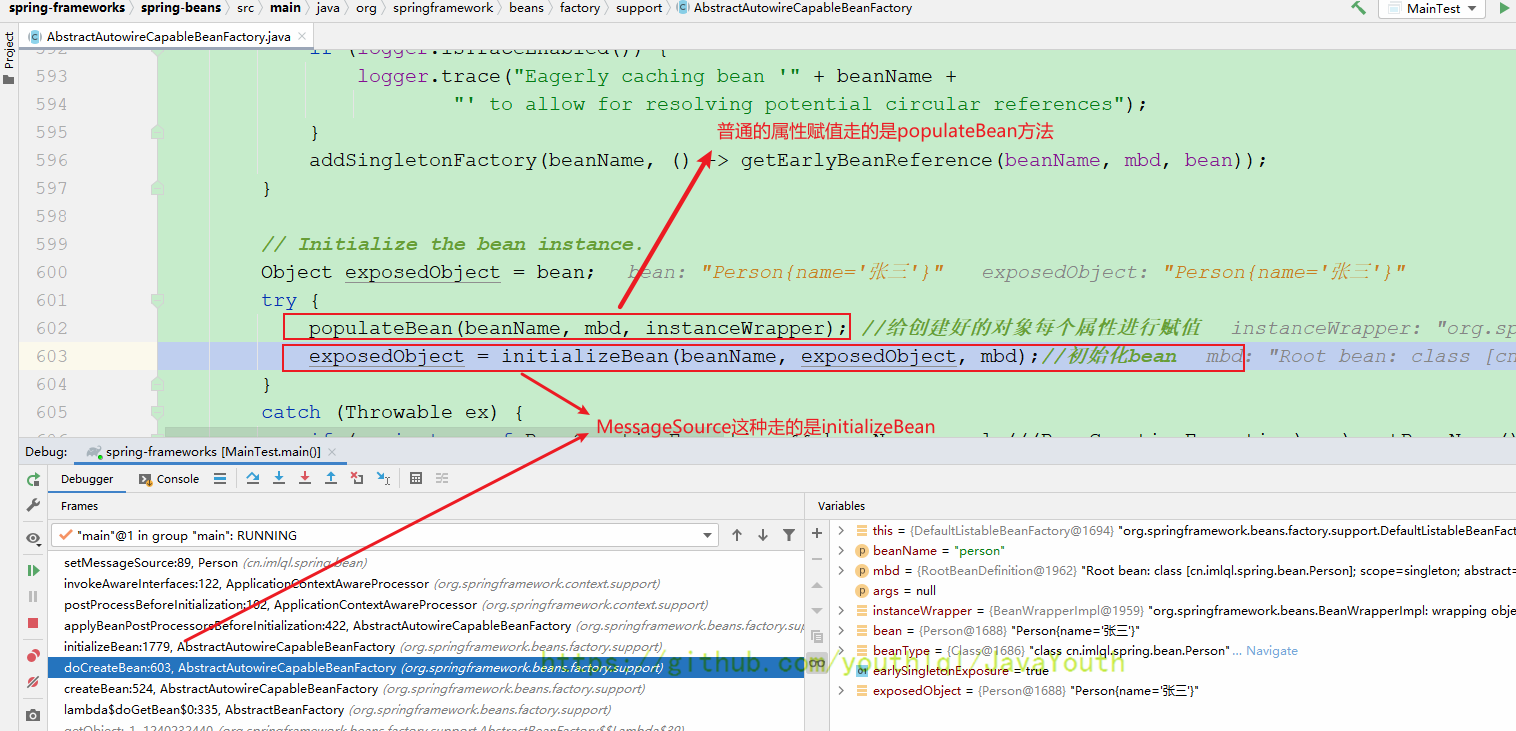 spring-frameworks spring-beans src main java org springframework beans factory support AbstractAutowireCapableBeanFactory MainTest
Project
AbstractAutowireCapableBeanFactory.java
593 logger.trace("Eagerly caching bean '" + beanName +
594 "' to allow for resolving potential circular references");
595 }
普通的属性赋值走的是populateBean方法
596 addSingletonFactory(beanName, () -> getEarlyBeanReference(beanName, mbd, bean));
597 }
598
599 // Initialize the bean instance.
600 Object exposedObject = bean; bean: "Person{name='张三'}" exposedObject: "Person{name='张三'}"
601 try {
602 populateBean(beanName, mbd, instanceWrapper); //给创建好的对象每个属性进行赋值 instanceWrapper: "org.sp
603 exposedObject = initializeBean(beanName, exposedObject, mbd);//初始化bean mbd: "Root bean: class [cn
604 }
605 catch (Throwable ex) {
MessageSource这种走的是initializeBean
Debug: spring-frameworks [MainTest.main()]
Debugger Console
Frames
"main"@1 in group "main": RUNNING
setMessageSource:89, Person (cn.imlql.spring.bean)
invokeAwareInterfaces:122, ApplicationContextAwareProcessor (org.springframework.context.support)
postProcessBeforeInitialization:102, ApplicationContextAwareProcessor (org.springframework.context.support)
applyBeanPostProcessorsBeforeInitialization:422, AbstractAutowireCapableBeanFactory (org.springframework.beans.factory.sup
initializeBean:1779, AbstractAutowireCapableBeanFactory (org.springframework.beans.factory.support)
doCreateBean:603, AbstractAutowireCapableBeanFactory (org.springframework.beans.factory.support)
createBean:524, AbstractAutowireCapableBeanFactory (org.springframework.beans.factory.support)
lambda$doGetBean$0:335, AbstractBeanFactory (org.springframework.beans.factory.support)
Variables
this = {DefaultListableBeanFactory@1694} "org.springframework.beans.factory.support.DefaultListableBeanFact
beanName = "person"
mbd = {RootBeanDefinition@1962} "Root bean: class [cn.imlql.spring.bean.Person]; scope=singleton; abstract=
args = null
instanceWrapper = {BeanWrapperImpl@1959} "org.springframework.beans.BeanWrapperImpl: wrapping obje
bean = {Person@1688} "Person{name='张三'}"
beanType = {Class@1686} "class cn.imlql.spring.bean.Person" ... Navigate
earlySingletonExposure = true
exposedObject = {Person@1688} "Person{name='张三'}"
https://github.com/youthlql/JavaYouth